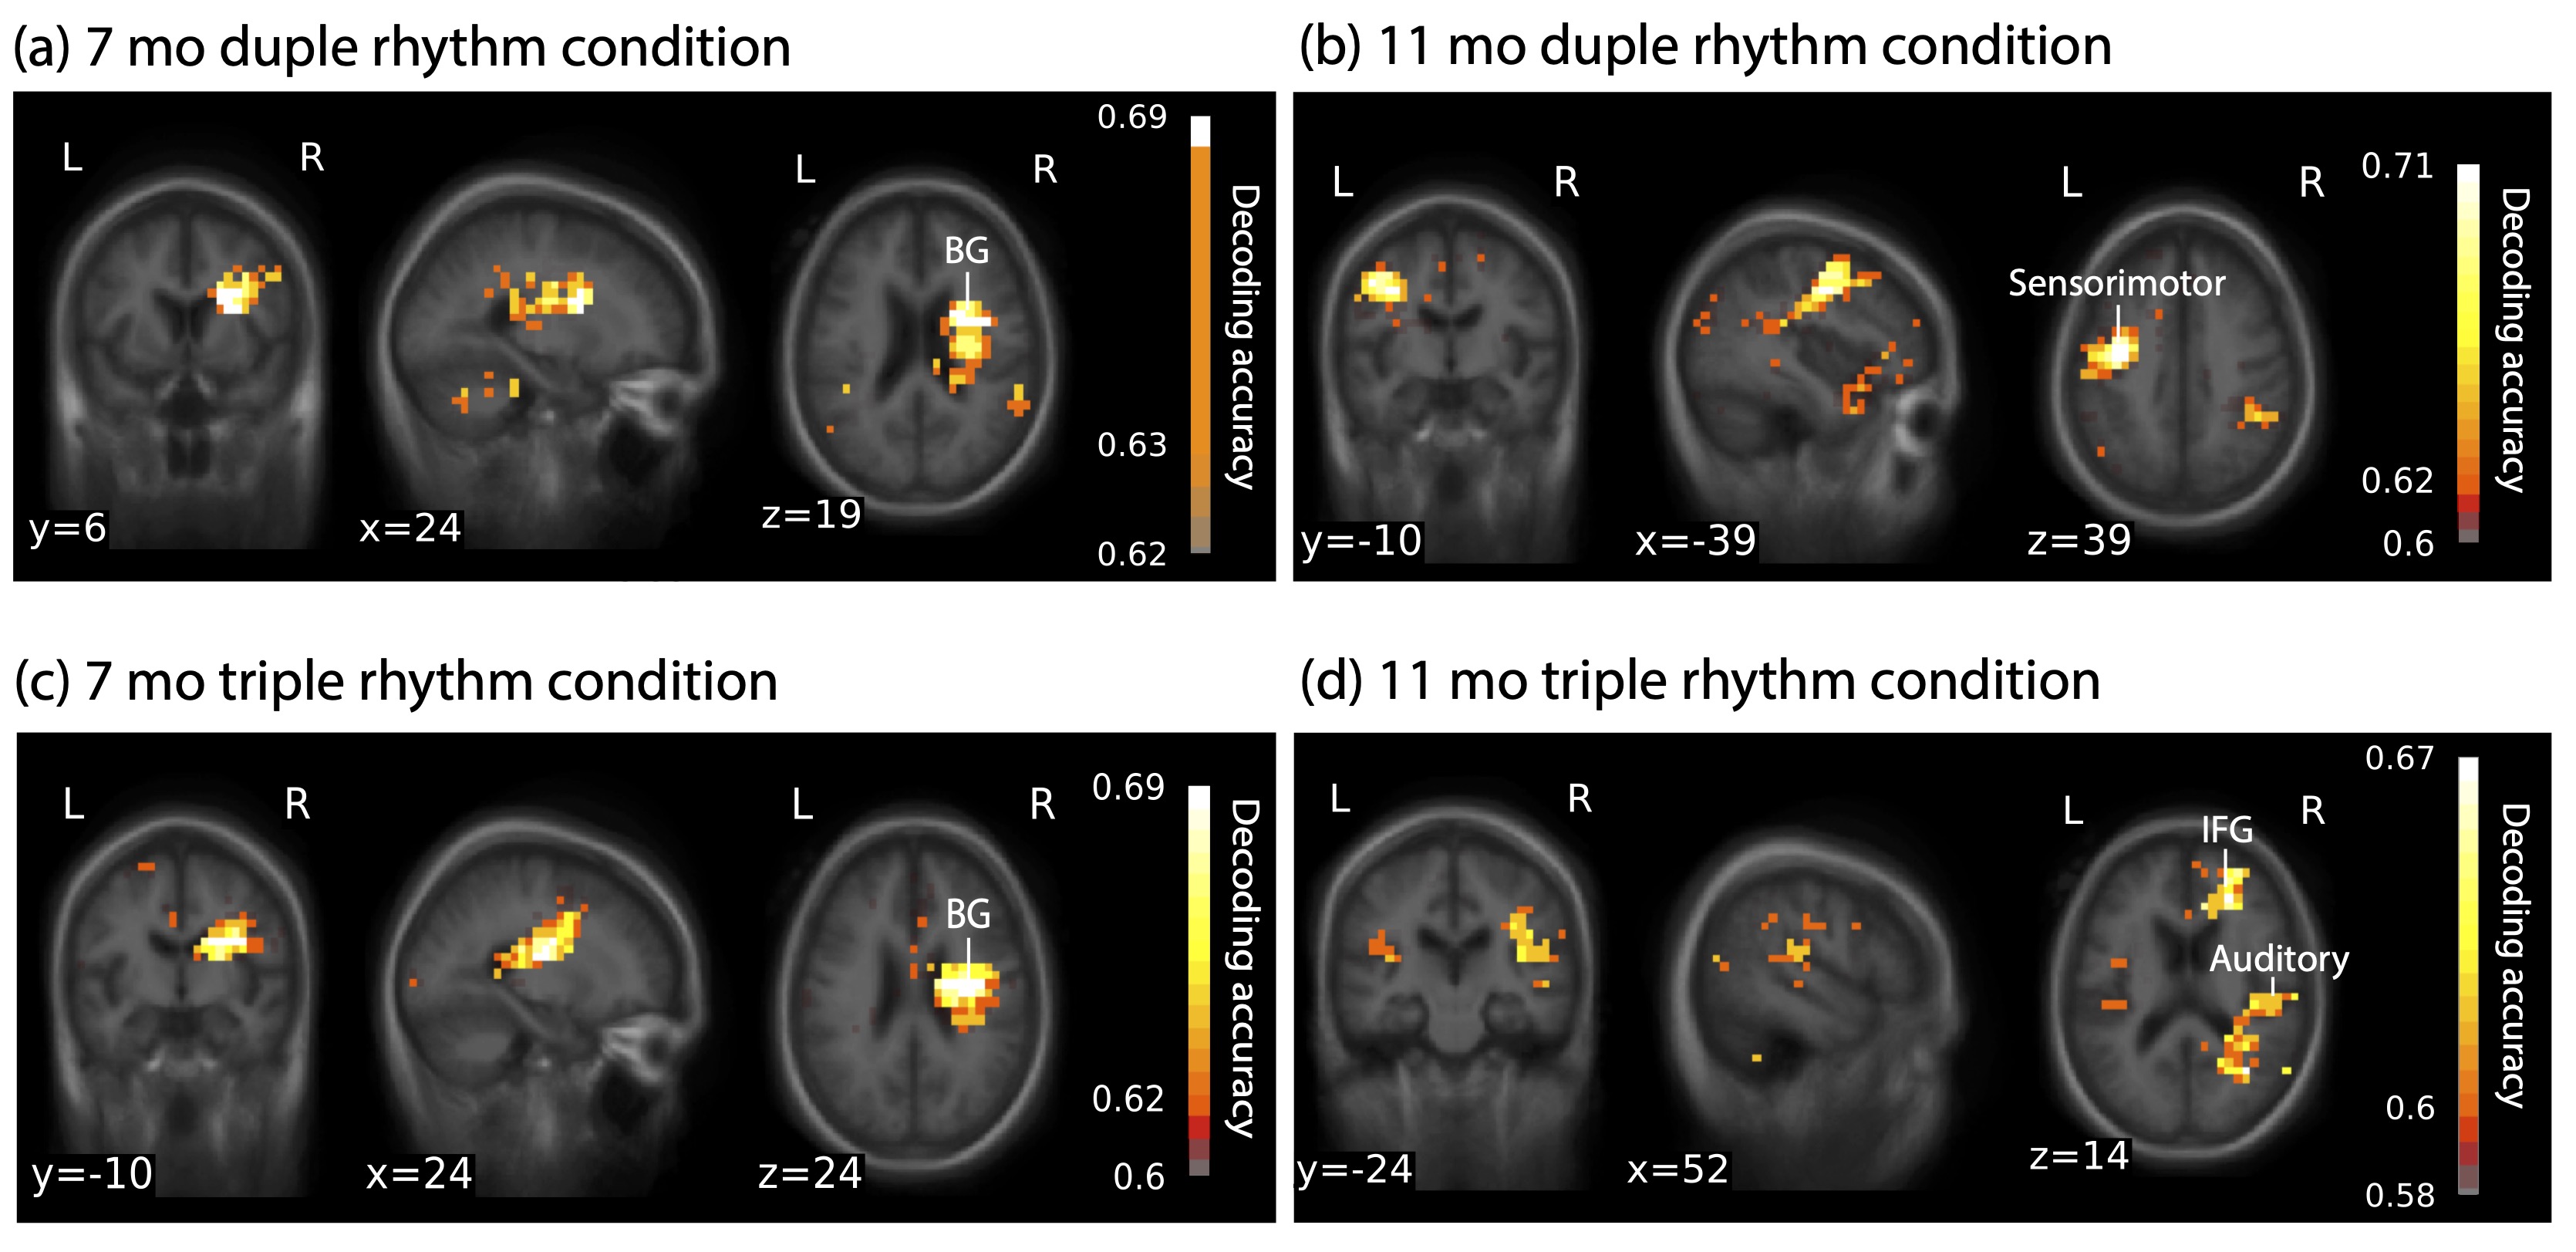 (a) 7 mo duple rhythm condition
L
R
L
R
BG
0.69
0.63
0.62
Decoding accuracy
y=6
x=24
z=19
(b) 11 mo duple rhythm condition
L
R
L
R
Sensorimotor
0.71
0.62
0.6
Decoding accuracy
y=-10
x=-39
z=39
(c) 7 mo triple rhythm condition
L
R
L
R
BG
0.69
0.62
0.6
Decoding accuracy
y=-10
x=24
z=24
(d) 11 mo triple rhythm condition
L
R
L
R
IFG
Auditory
0.67
0.6
0.58
Decoding accuracy
y=-24
x=52
z=14